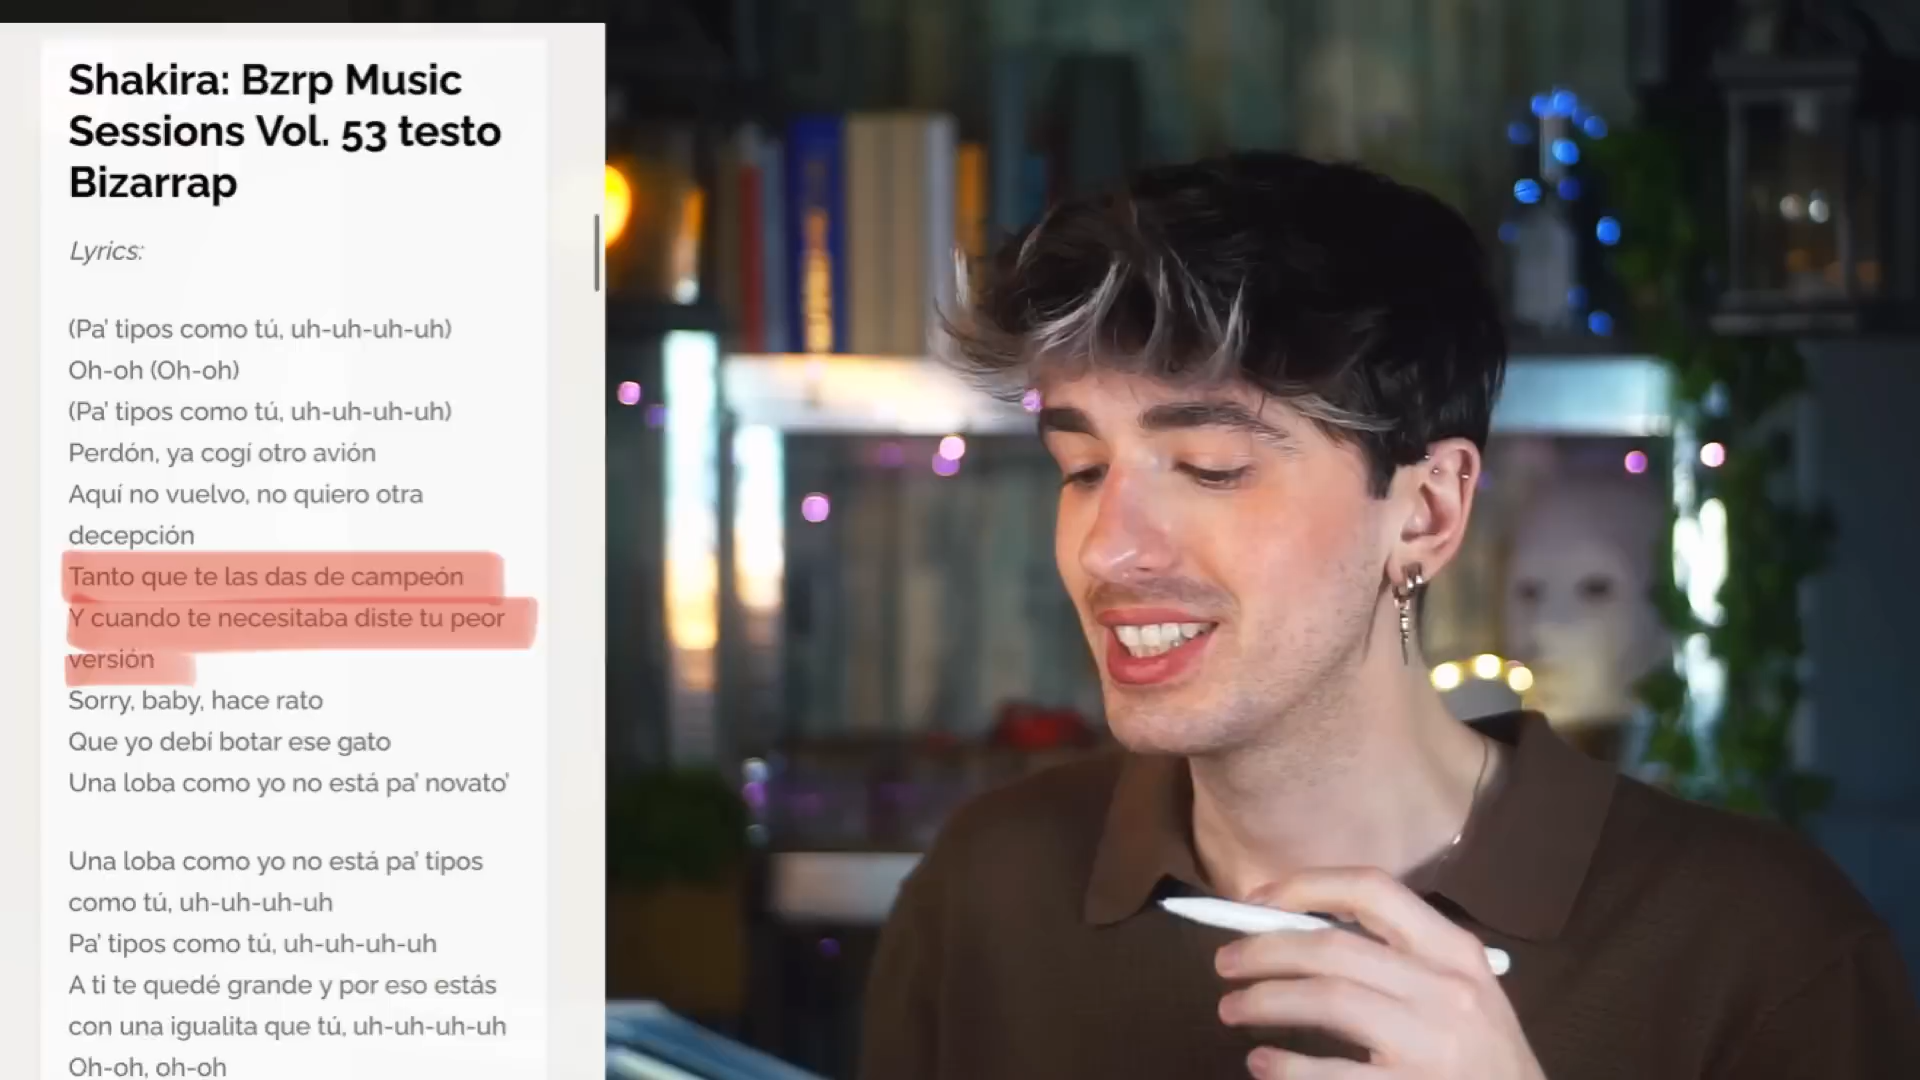 Shakira: Bzrp Music
Sessions Vol. 53 testo
Bizarrap
Lyrics:
(Pa’ tipos como tú, uh-uh-uh-uh)
Oh-oh (Oh-oh)
(Pa’ tipos como tú, uh-uh-uh-uh)
Perdón, ya cogí otro avión
Aquí no vuelvo, no quiero otra
decepción
Tanto que te las das de campeón
Y cuando te necesitaba diste tu peor
versión
Sorry, baby, hace rato
Que yo debí botar ese gato
Una loba como yo no está pa’ novato’
Una loba como yo no está pa’ tipos
como tú, uh-uh-uh-uh
Pa’ tipos como tú, uh-uh-uh-uh
A ti te quedé grande y por eso estás
con una igualita que tú, uh-uh-uh-uh
Oh-oh, oh-oh